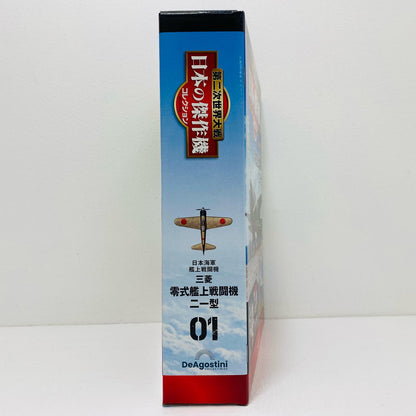 第二次世界大戦
日本の傑作機
コレクション
日本海軍
艦上戦闘機
三菱
零式艦上戦闘機
二一型
01
DeAgostini